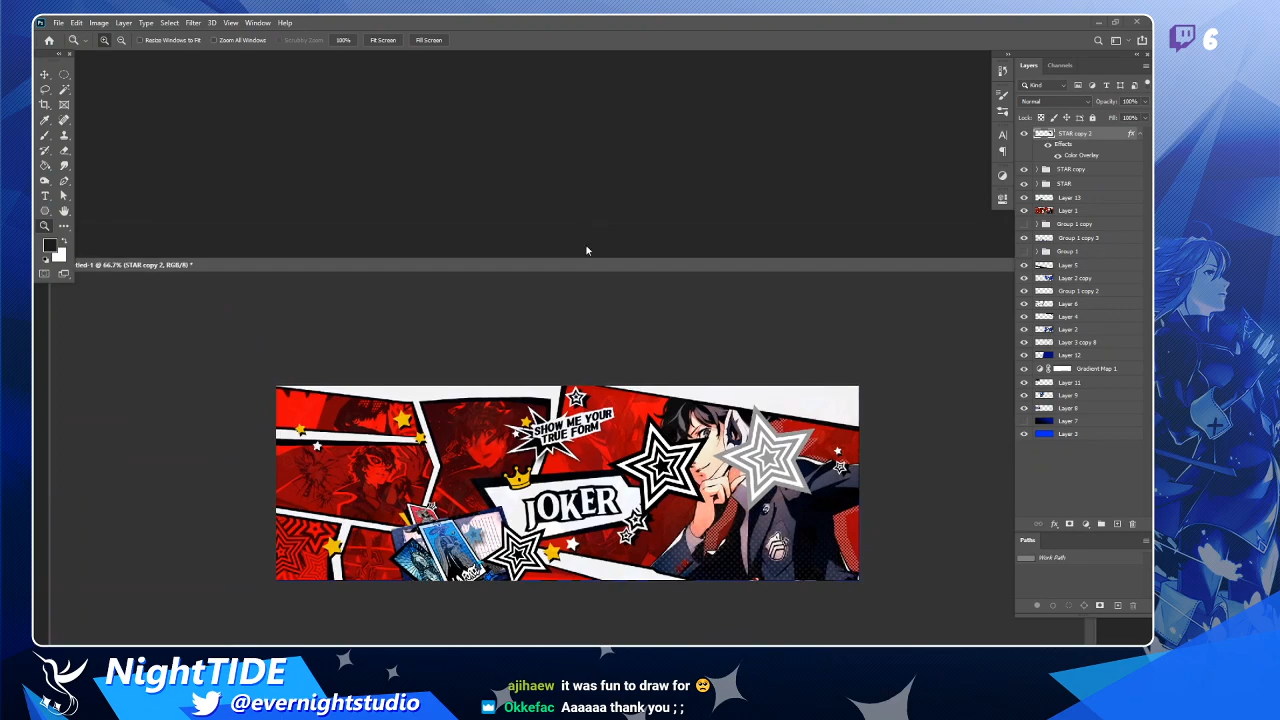 Ps File Edit Image Layer Type Select Filter 3D View Window Help
Resize Windows to Fit Zoom All Windows Scrubby Zoom 100% Fit Screen Fill Screen
6
Layers Channels
Kind
Normal Opacity: 100%
Lock: Fill: 100%
STAR copy 2 fx
Effects
Color Overlay
STAR copy
STAR
Layer 13
Layer 1
Group 1 copy
Group 1 copy 3
Group 1
Layer 5
Layer 2 copy
Group 1 copy 2
Layer 6
Layer 4
Layer 2
Layer 3 copy 8
Layer 12
Gradient Map 1
Layer 11
Layer 9
Layer 8
Layer 7
Layer 3
Paths
Work Path
tled-1 @ 66.7% (STAR copy 2, RGB/8) *
SHOW ME YOUR
TRUE FORM
JOKER
NightTIDE
@evernightstudio
ajihaew it was fun to draw for 🥺
Okkefac Aaaaaa thank you ; ;